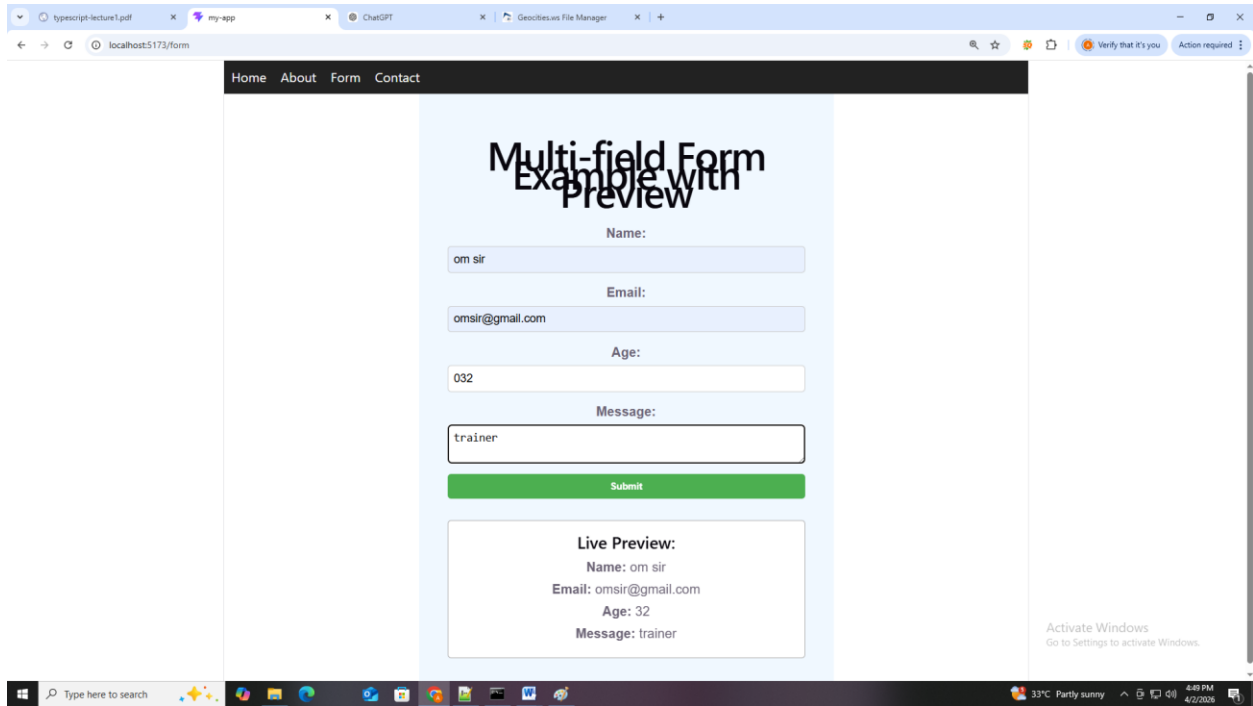 typescript-lecture1.pdf
my-app
ChatGPT
Geocities.ws File Manager
localhost:5173/form
Verify that it's you
Action required
Home About Form Contact
Multi-field Form
Example with
Preview
Name:
om sir
Email:
omsir@gmail.com
Age:
032
Message:
trainer
Submit
Live Preview:
Name: om sir
Email: omsir@gmail.com
Age: 32
Message: trainer
Activate Windows
Go to Settings to activate Windows.
Type here to search
33°C Partly sunny
4:49 PM
4/2/2026